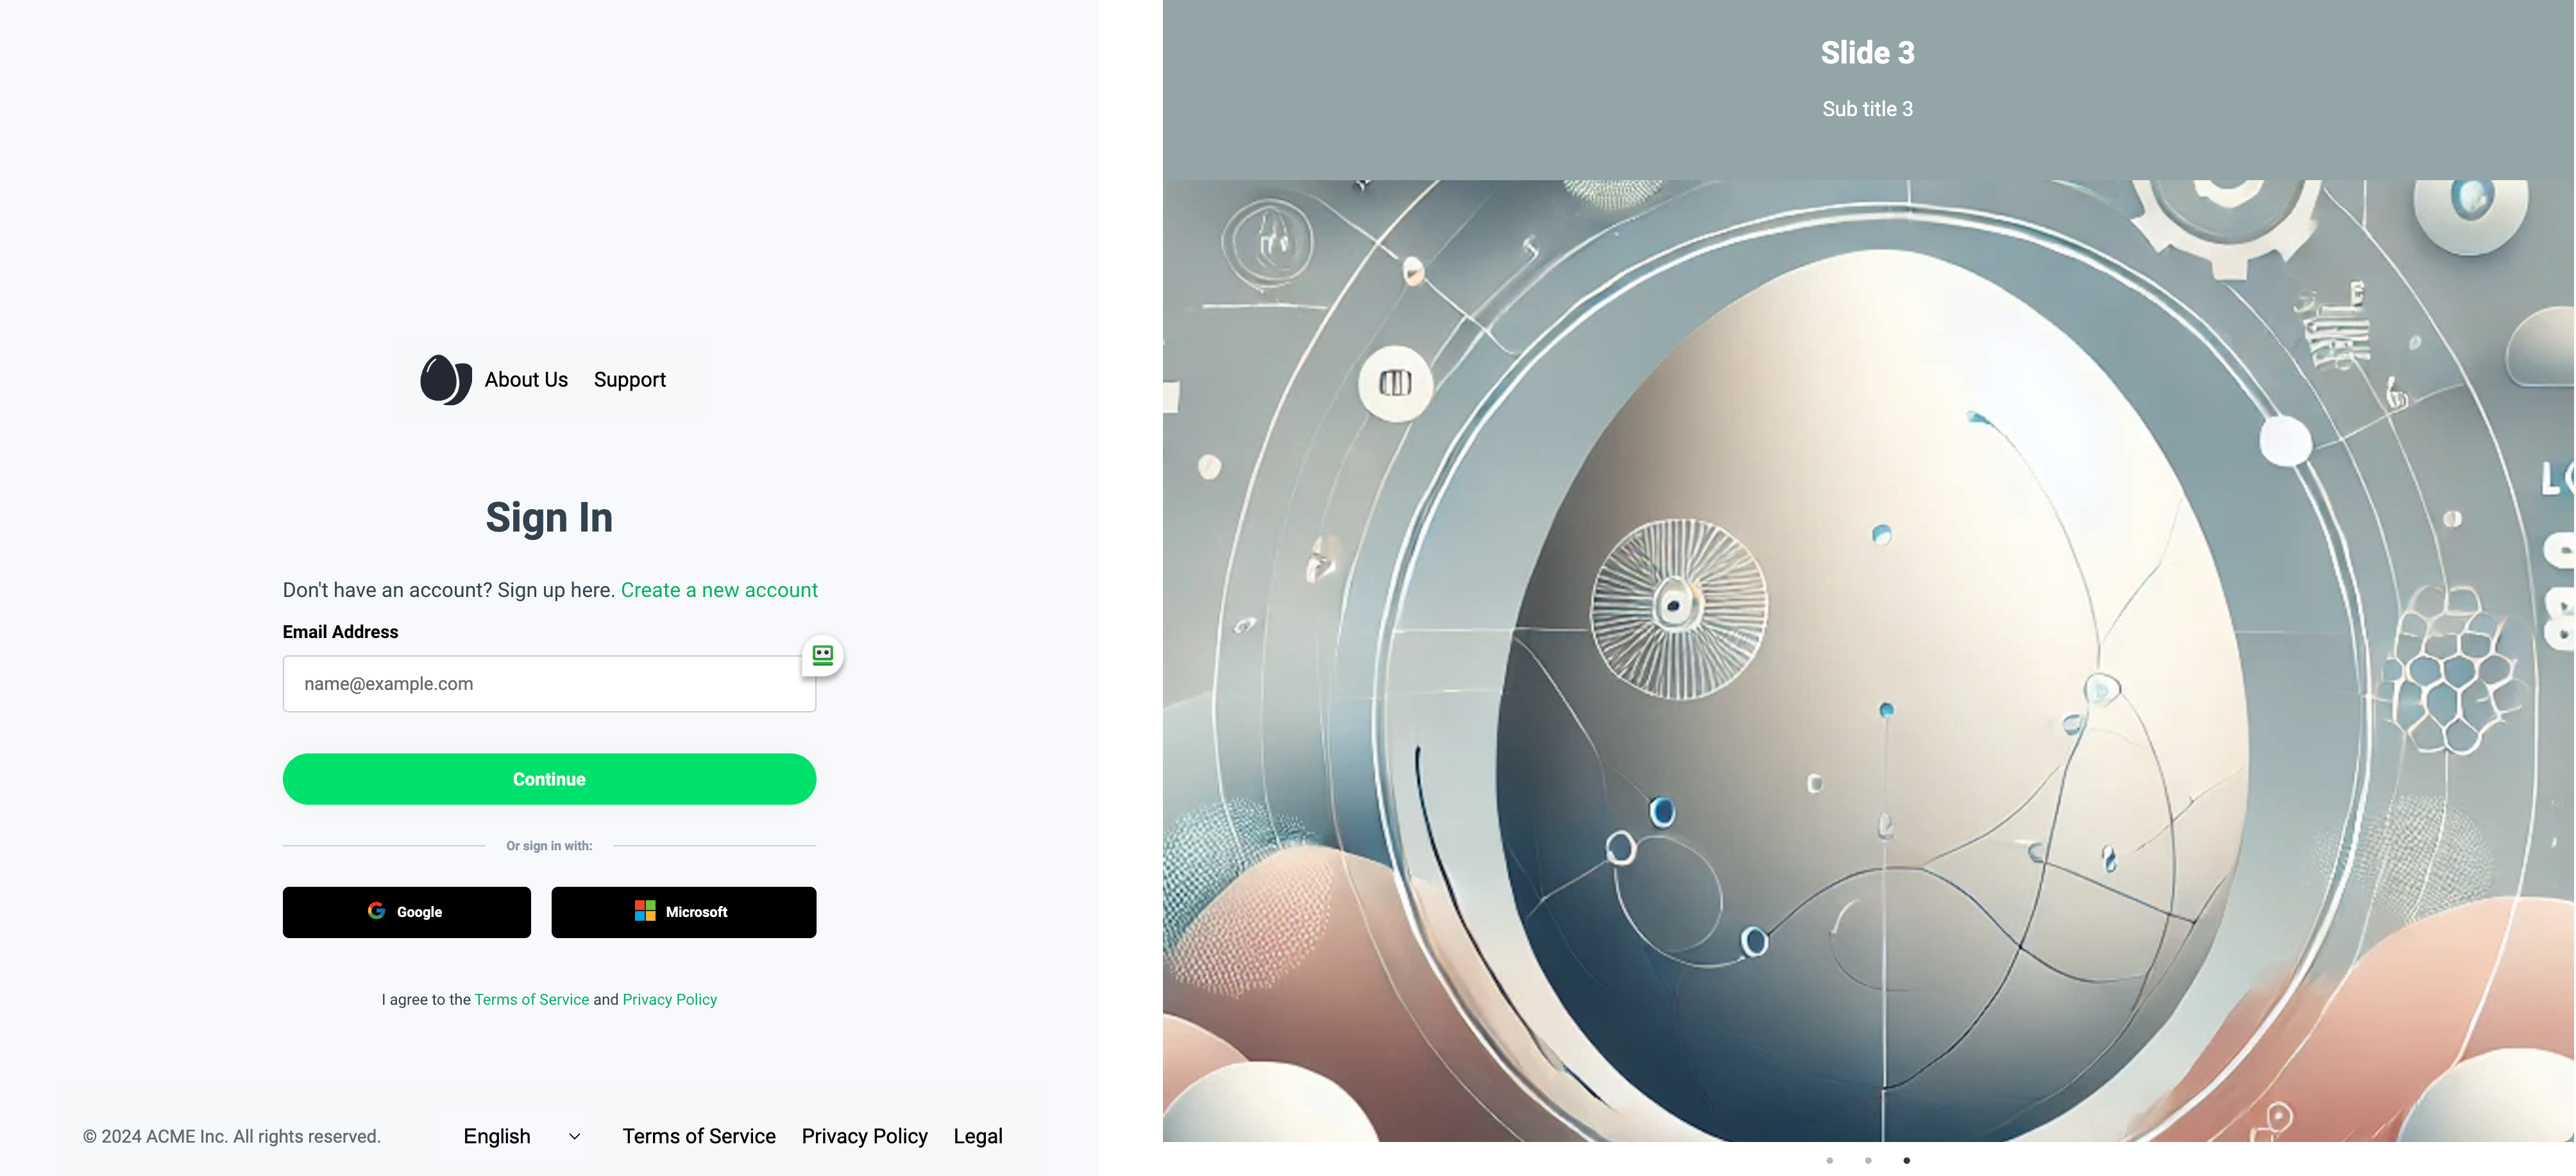 About Us Support
Sign In
Don't have an account? Sign up here. Create a new account
Email Address
name@example.com
Continue
Or sign in with:
Google Microsoft
I agree to the Terms of Service and Privacy Policy
© 2024 ACME Inc. All rights reserved. English Terms of Service Privacy Policy Legal
Slide 3
Sub title 3